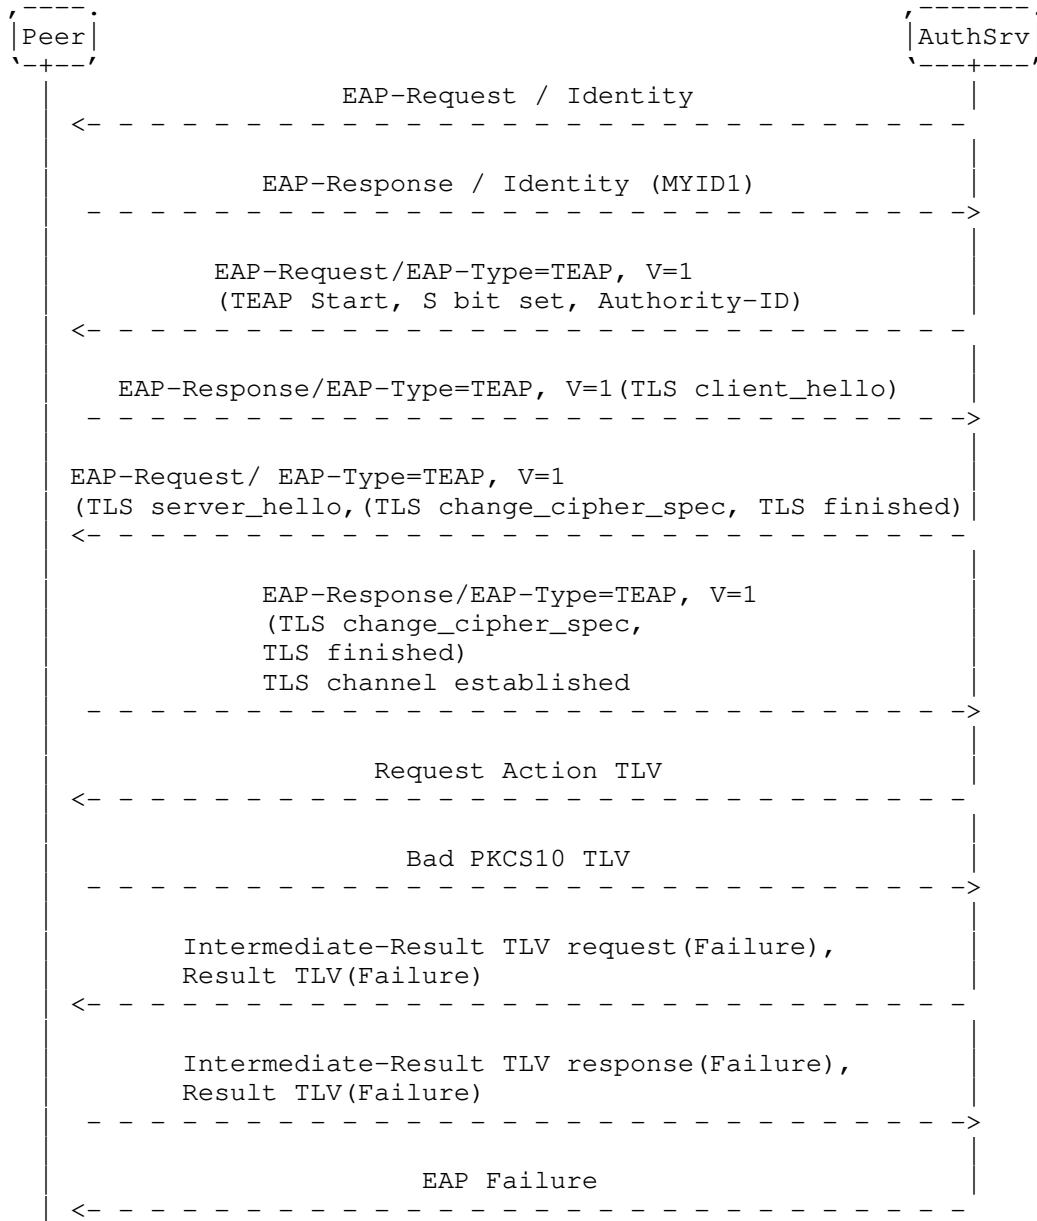 Peer AuthSrv
EAP-Request / Identity
EAP-Response / Identity (MYID1)
EAP-Request/EAP-Type=TEAP, V=1
(TEAP Start, S bit set, Authority-ID)
EAP-Response/EAP-Type=TEAP, V=1(TLS client_hello)
EAP-Request/ EAP-Type=TEAP, V=1
(TLS server_hello,(TLS change_cipher_spec, TLS finished)
EAP-Response/EAP-Type=TEAP, V=1
(TLS change_cipher_spec,
TLS finished)
TLS channel established
Request Action TLV
Bad PKCS10 TLV
Intermediate-Result TLV request(Failure),
Result TLV(Failure)
Intermediate-Result TLV response(Failure),
Result TLV(Failure)
EAP Failure